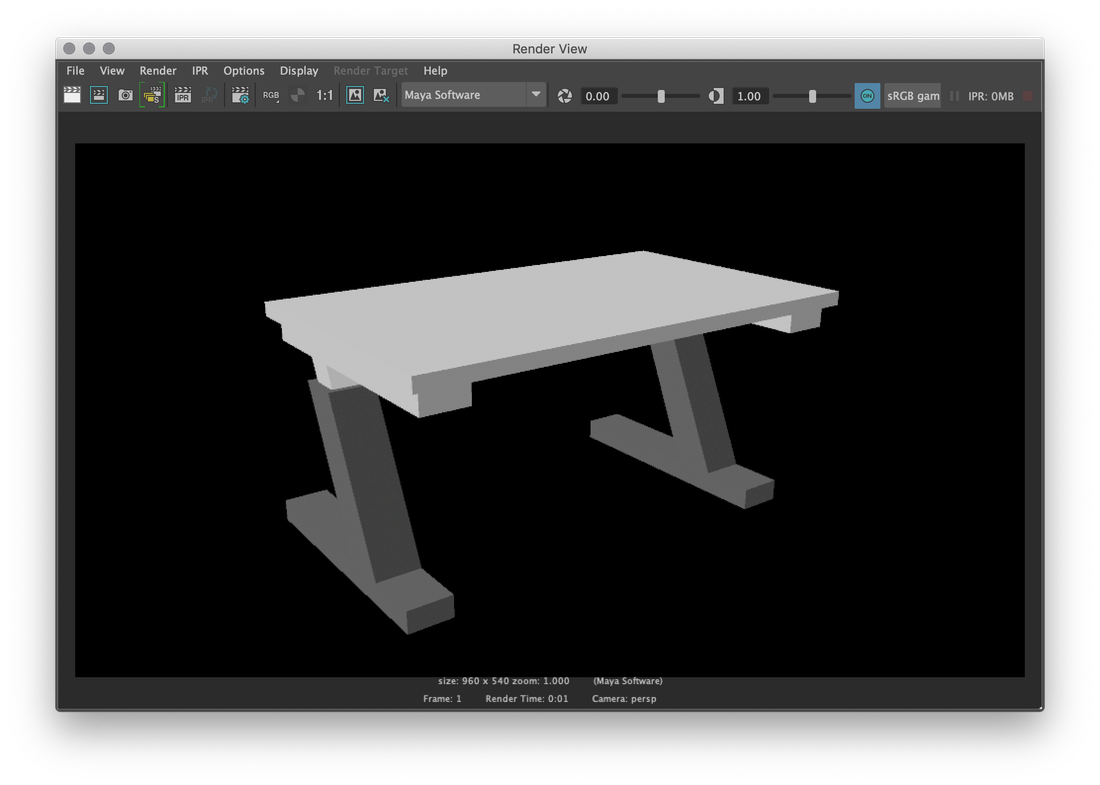 Render View
File View Render IPR Options Display Render Target Help
IPR RGB 1:1 Maya Software 0.00 1.00 ON sRGB gam IPR: 0MB
size: 960 x 540 zoom: 1.000 (Maya Software)
Frame: 1 Render Time: 0:01 Camera: persp